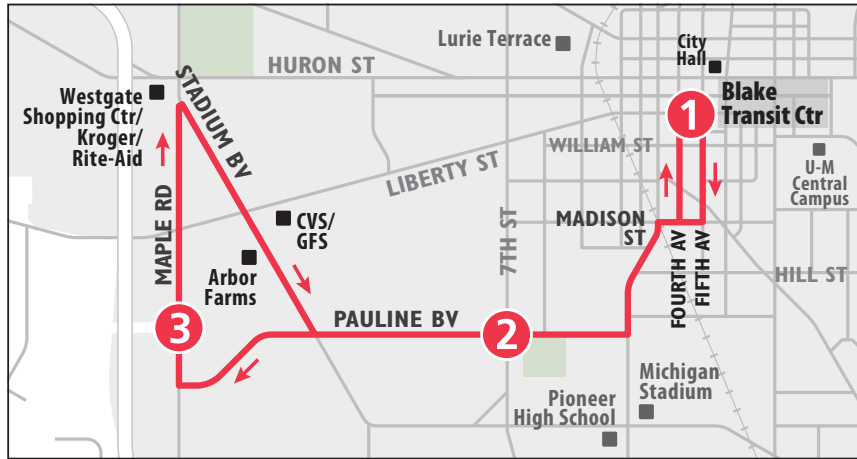 Lurie Terrace
City
Hall
HURON ST
Westgate
Shopping Ctr/
Kroger/
Rite-Aid
STADIUM BV
1
Blake
Transit Ctr
WILLIAM ST
LIBERTY ST
U-M
Central
Campus
MAPLE RD
CVS/
GFS
Arbor
Farms
7TH ST
MADISON
ST
FOURTH AV
FIFTH AV
HILL ST
3
PAULINE BV
2
Michigan
Stadium
Pioneer
High School